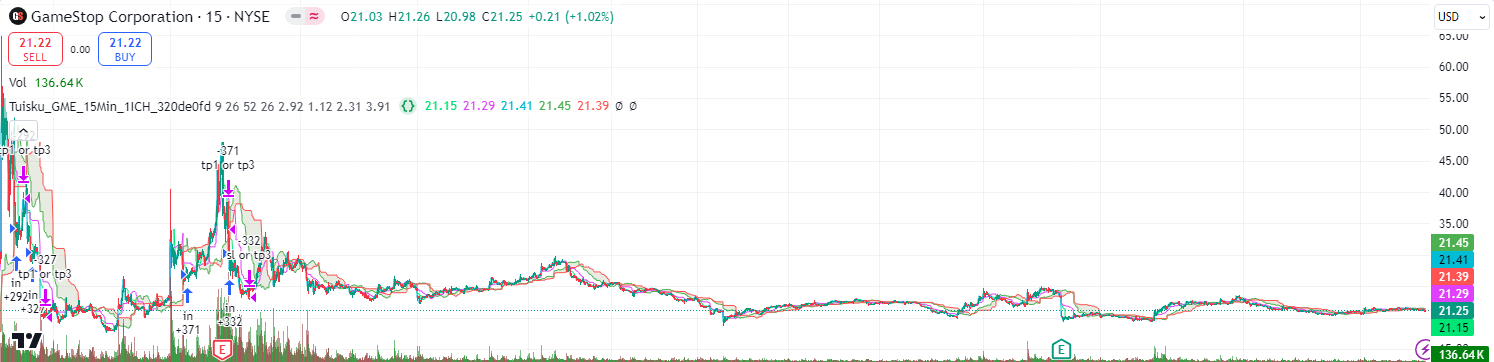 GameStop Corporation · 15 · NYSE O21.03 H21.26 L20.98 C21.25 +0.21 (+1.02%)
USD
21.22 SELL 0.00 21.22 BUY
Vol 136.64 K
Tuisku_GME_15Min_1ICH_320de0fd 9 26 52 26 2.92 1.12 2.31 3.91 {} 21.15 21.29 21.41 21.45 21.39 Ø Ø
-292
tp1 or tp3
-371
tp1 or tp3
-332
sl or tp3
-327
tp1 or tp3
in
+292
in
+327
in
+371
in
+332
E
E
65.00
60.00
55.00
50.00
45.00
40.00
35.00
21.45
21.41
21.39
21.29
21.25
21.15
136.64 K